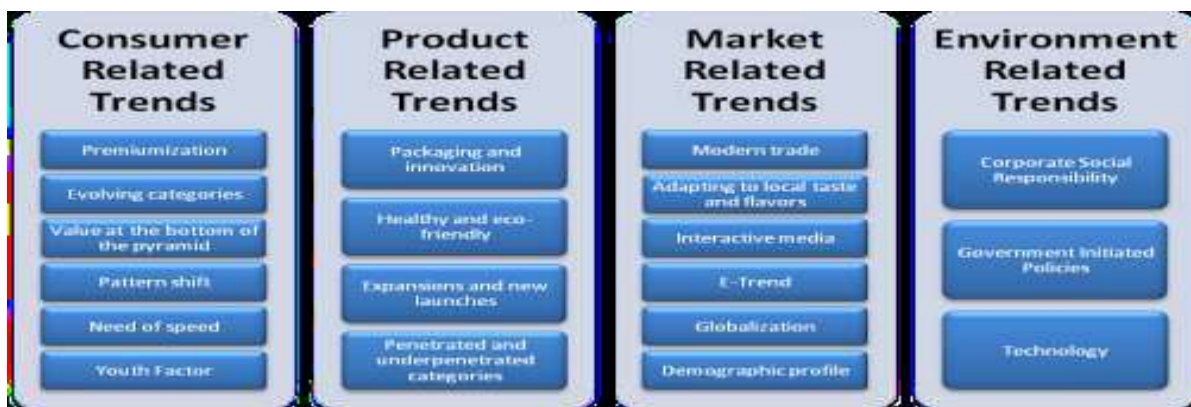 Consumer
Related
Trends
Premiumization
Evolving categories
Value at the bottom of
the pyramid
Pattern shift
Need of speed
Youth Factor
Product
Related
Trends
Packaging and
innovation
Healthy and eco-
friendly
Expansions and new
launches
Penetrated and
underpenetrated
categories
Market
Related
Trends
Modern trade
Adapting to local taste
and flavors
Interactive media
E-Trend
Globalization
Demographic profile
Environment
Related
Trends
Corporate Social
Responsibility
Government Initiated
Policies
Technology